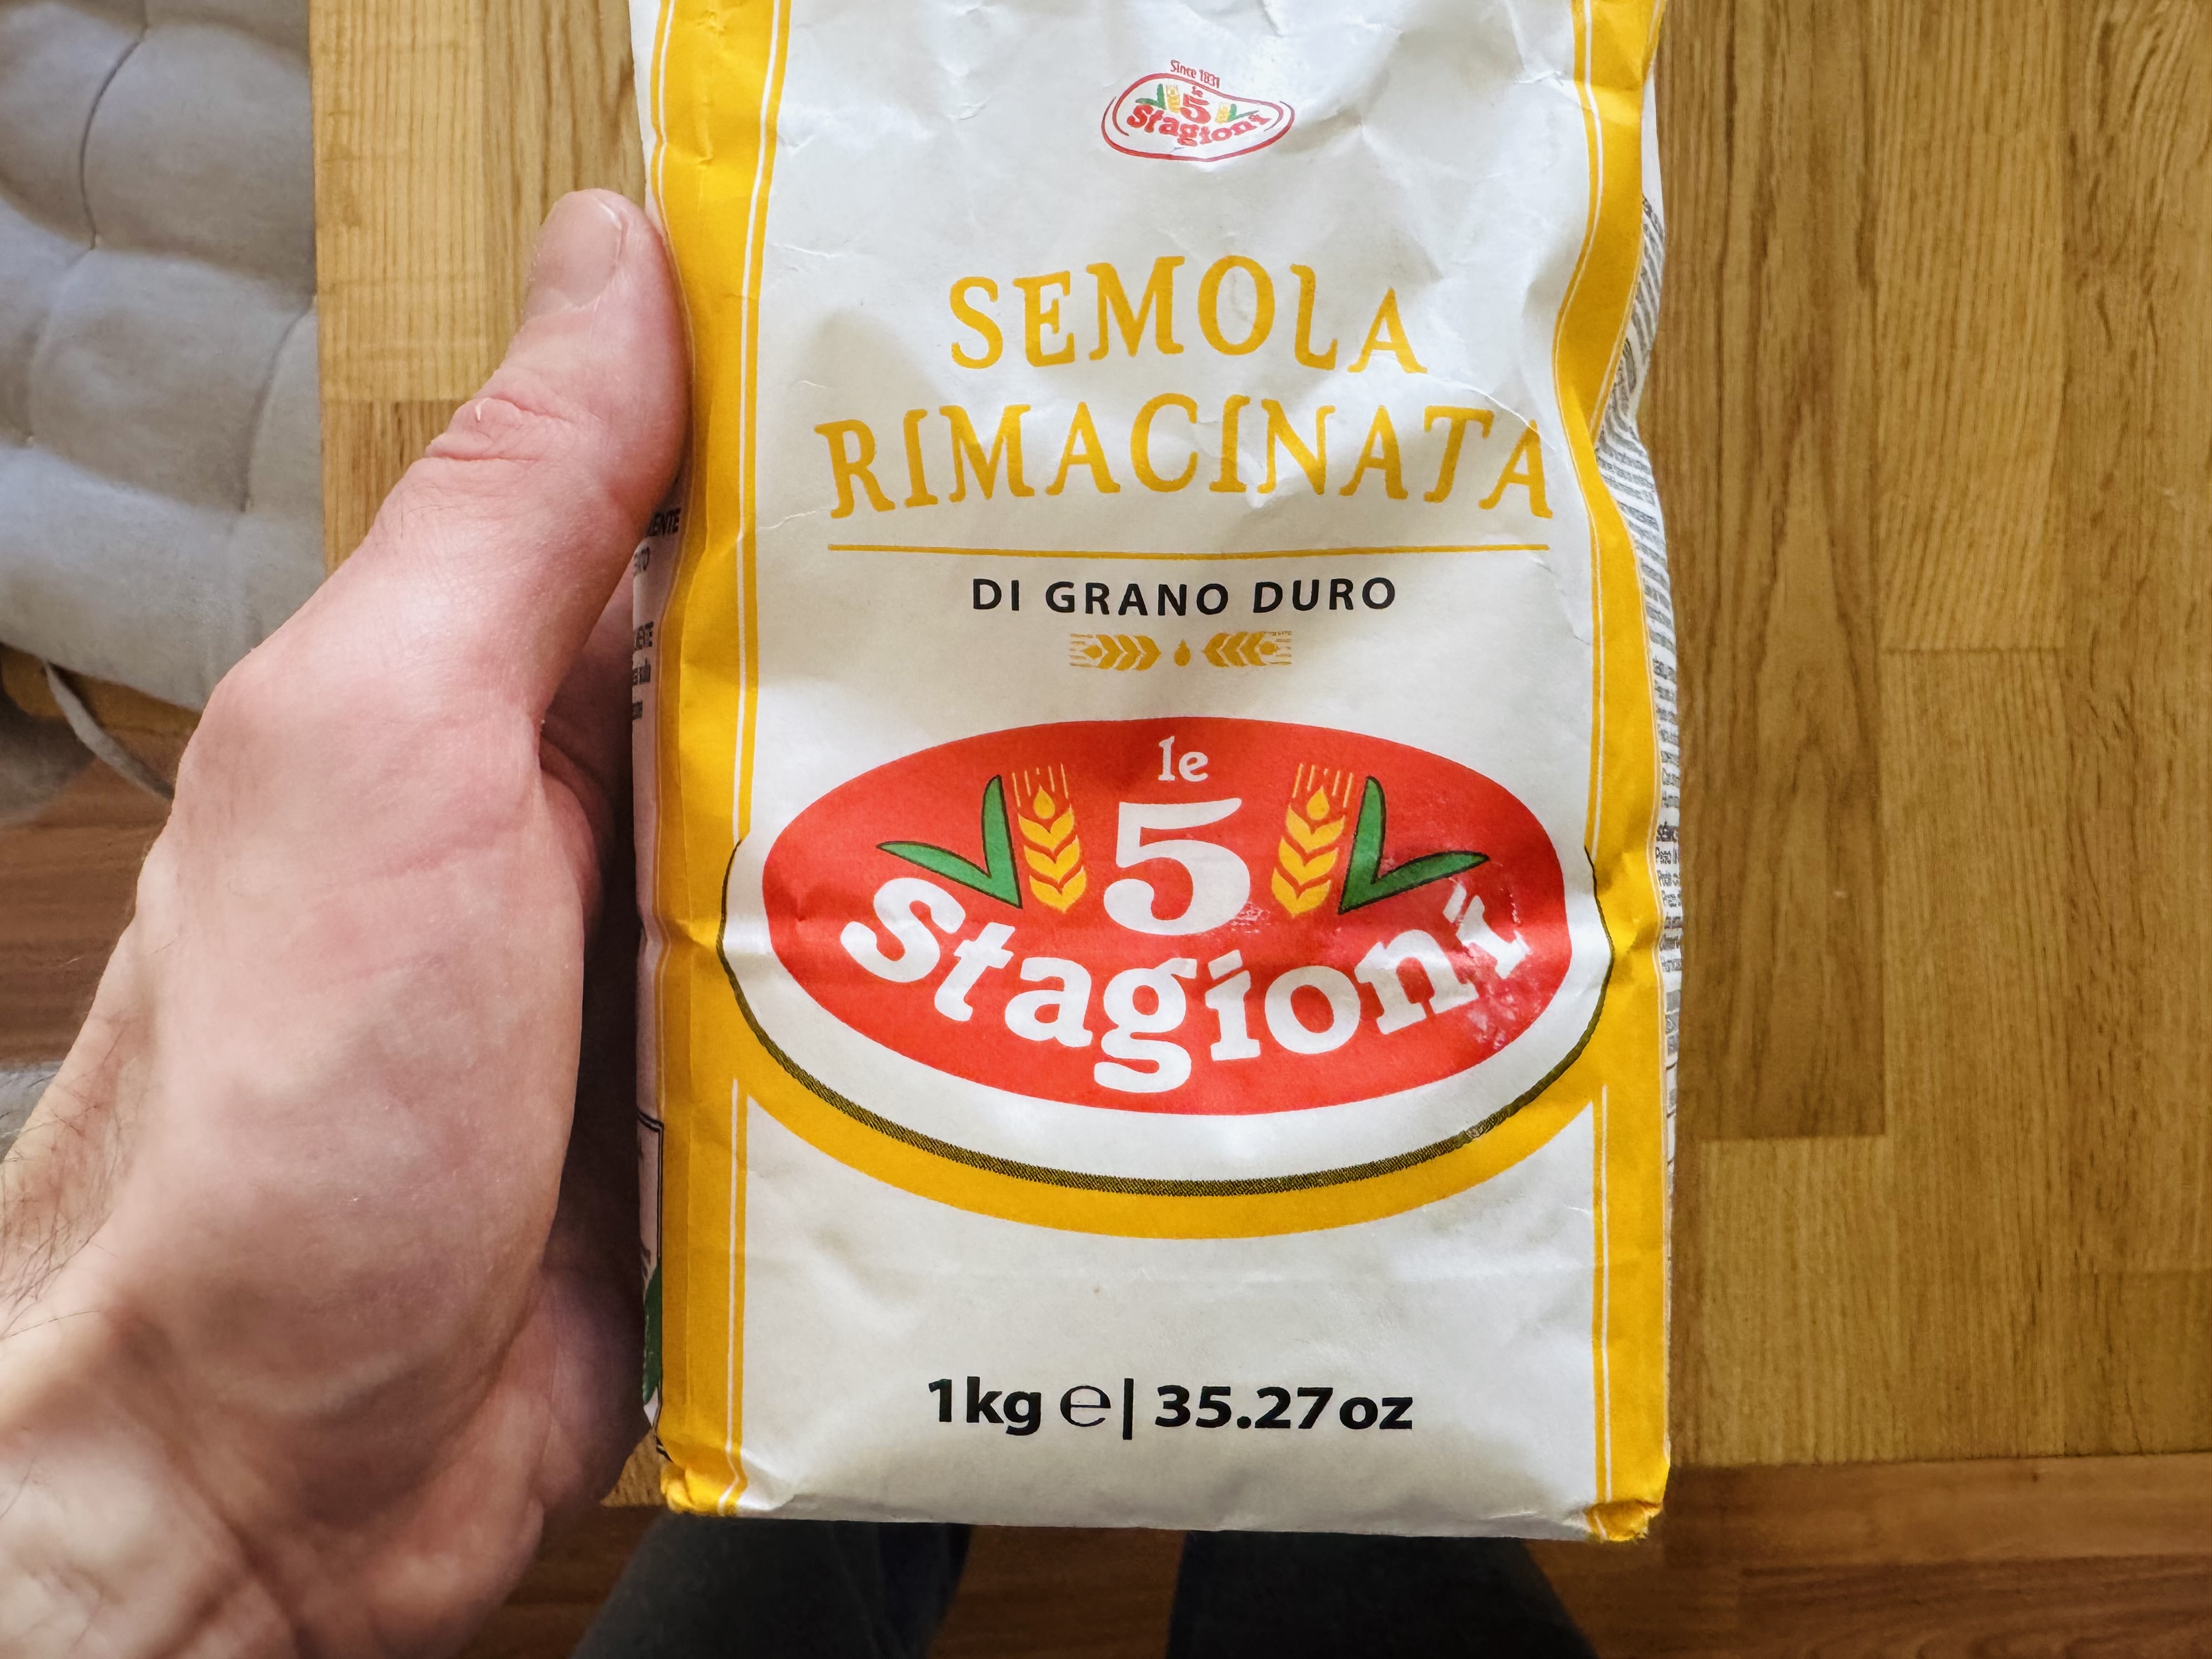 Since 1831
le
5
Stagioni
SEMOLA
RIMACINATA
DI GRANO DURO
le
5
Stagioni
1kg ℮ | 35.27oz